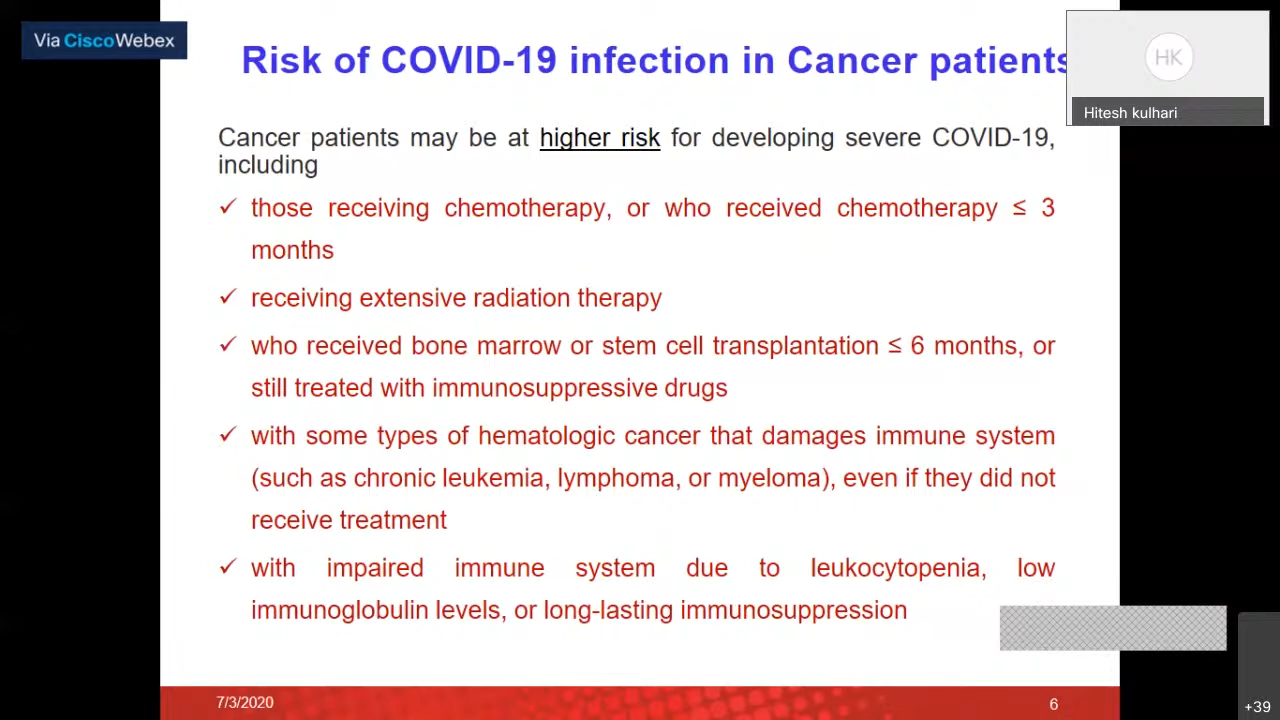 Via CiscoWebex
Risk of COVID-19 infection in Cancer patients
HK
Hitesh kulhari
Cancer patients may be at higher risk for developing severe COVID-19,
including
✓ those receiving chemotherapy, or who received chemotherapy ≤ 3
months
✓ receiving extensive radiation therapy
✓ who received bone marrow or stem cell transplantation ≤ 6 months, or
still treated with immunosuppressive drugs
✓ with some types of hematologic cancer that damages immune system
(such as chronic leukemia, lymphoma, or myeloma), even if they did not
receive treatment
✓ with impaired immune system due to leukocytopenia, low
immunoglobulin levels, or long-lasting immunosuppression
7/3/2020
6
+39